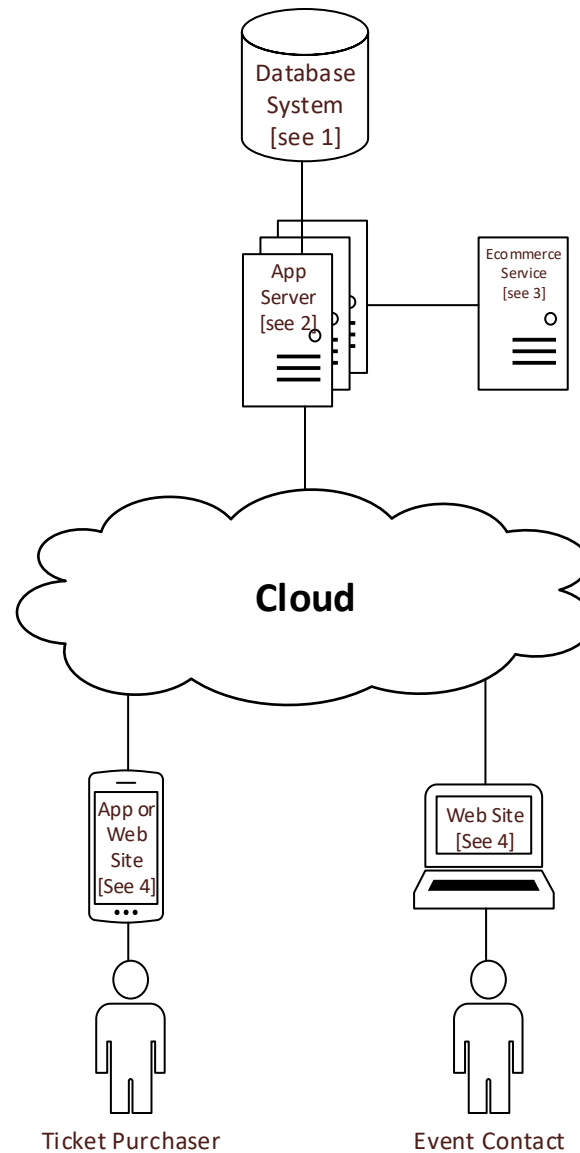 Database
System
[see 1]
App
Server
[see 2]
Ecommerce
Service
[see 3]
Cloud
App or
Web
Site
[See 4]
Web Site
[See 4]
Ticket Purchaser
Event Contact